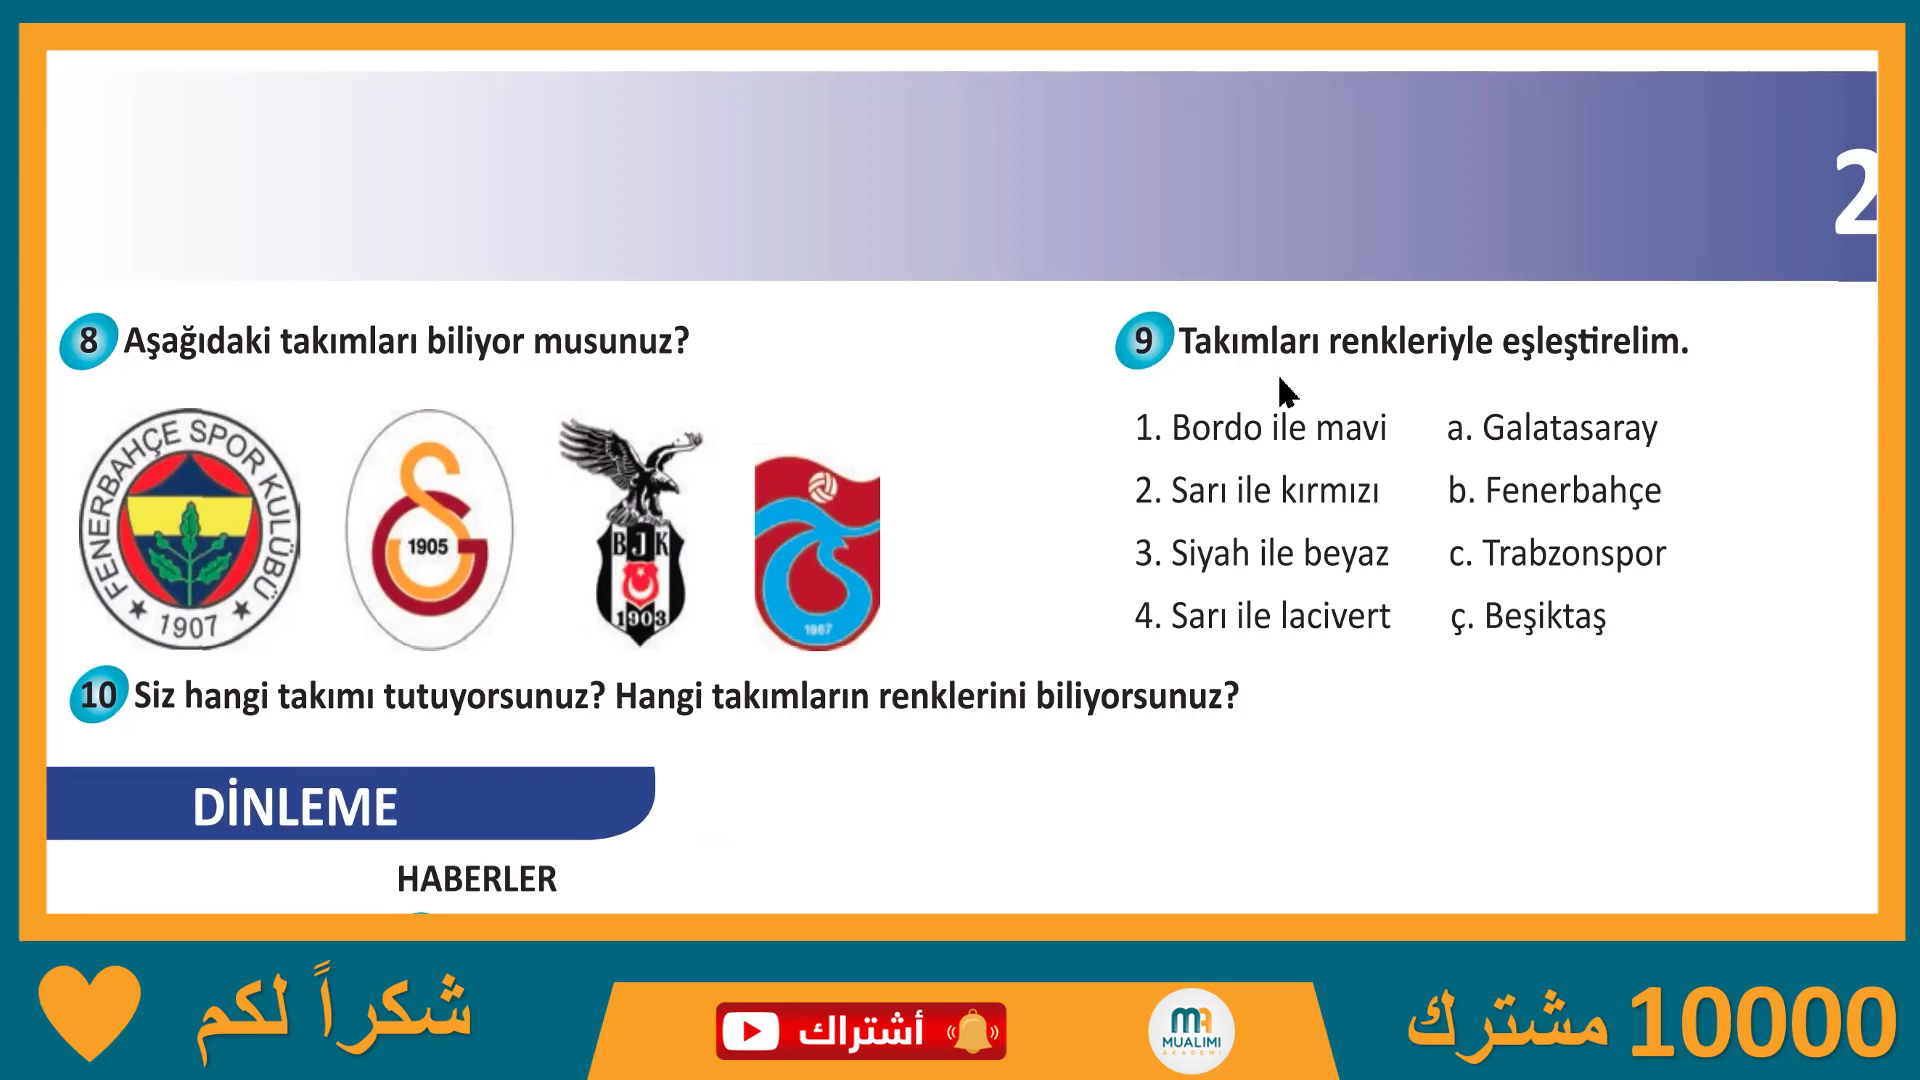 2
8 Aşağıdaki takımları biliyor musunuz?
FENERBAHÇE SPOR KULÜBÜ
1907
1905
BJK
1903
1967
9 Takımları renkleriyle eşleştirelim.
1. Bordo ile mavi a. Galatasaray
2. Sarı ile kırmızı b. Fenerbahçe
3. Siyah ile beyaz c. Trabzonspor
4. Sarı ile lacivert ç. Beşiktaş
10 Siz hangi takımı tutuyorsunuz? Hangi takımların renklerini biliyorsunuz?
DİNLEME
HABERLER
شكراً لكم
أشتراك
MA
MUALIMI
AKADEMI
10000 مشترك